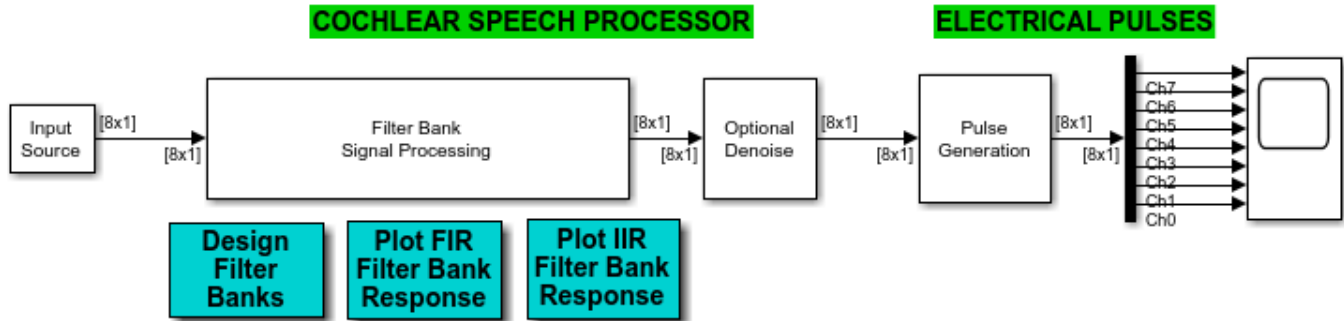 COCHLEAR SPEECH PROCESSOR
ELECTRICAL PULSES
Input
Source
[8x1]
[8x1]
Filter Bank
Signal Processing
[8x1]
[8x1]
Optional
Denoise
[8x1]
[8x1]
Pulse
Generation
[8x1]
[8x1]
Ch7
Ch6
Ch5
Ch4
Ch3
Ch2
Ch1
Ch0
Design
Filter
Banks
Plot FIR
Filter Bank
Response
Plot IIR
Filter Bank
Response